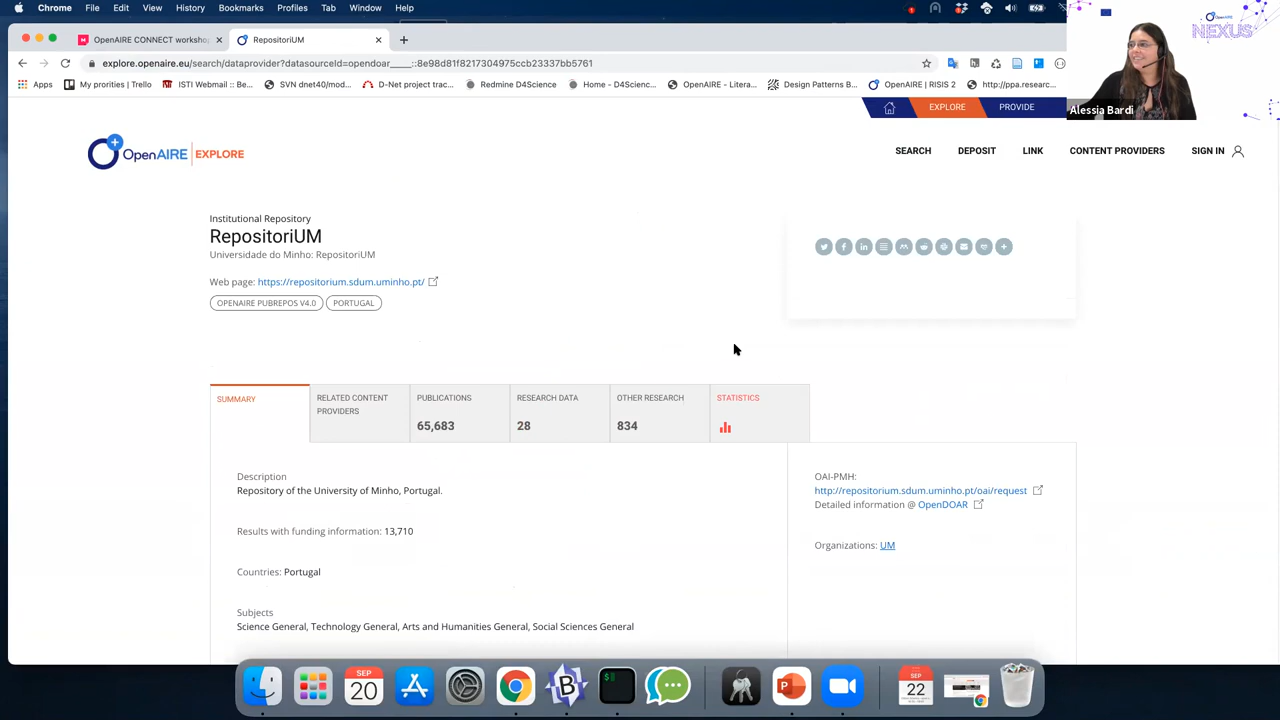 Chrome File Edit View History Bookmarks Profiles Tab Window Help
OpenAIRE CONNECT worksho
RepositoriUM
explore.openaire.eu/search/dataprovider?datasourceId=opendoar____::8e98d81f8217304975ccb23337bb5761
Apps
My prorities | Trello
ISTI Webmail :: Be...
SVN dnet40/mod...
D-Net project trac...
Redmine D4Science
Home - D4Scienc...
OpenAIRE - Litera...
Design Patterns B...
OpenAIRE | RISIS 2
http://ppa.researc...
OpenAIRE
NEXUS
Alessia Bardi
EXPLORE
PROVIDE
OpenAIRE | EXPLORE
SEARCH DEPOSIT LINK CONTENT PROVIDERS SIGN IN
Institutional Repository
RepositoriUM
Universidade do Minho: RepositoriUM
Web page: https://repositorium.sdum.uminho.pt/
OPENAIRE PUBREPOS V4.0 PORTUGAL
SUMMARY
RELATED CONTENT
PROVIDERS
PUBLICATIONS
65,683
RESEARCH DATA
28
OTHER RESEARCH
834
STATISTICS
Description
Repository of the University of Minho, Portugal.
Results with funding information: 13,710
Countries: Portugal
Subjects
Science General, Technology General, Arts and Humanities General, Social Sciences General
OAI-PMH:
http://repositorium.sdum.uminho.pt/oai/request
Detailed information @ OpenDOAR
Organizations: UM
SEP
20
SEP
22